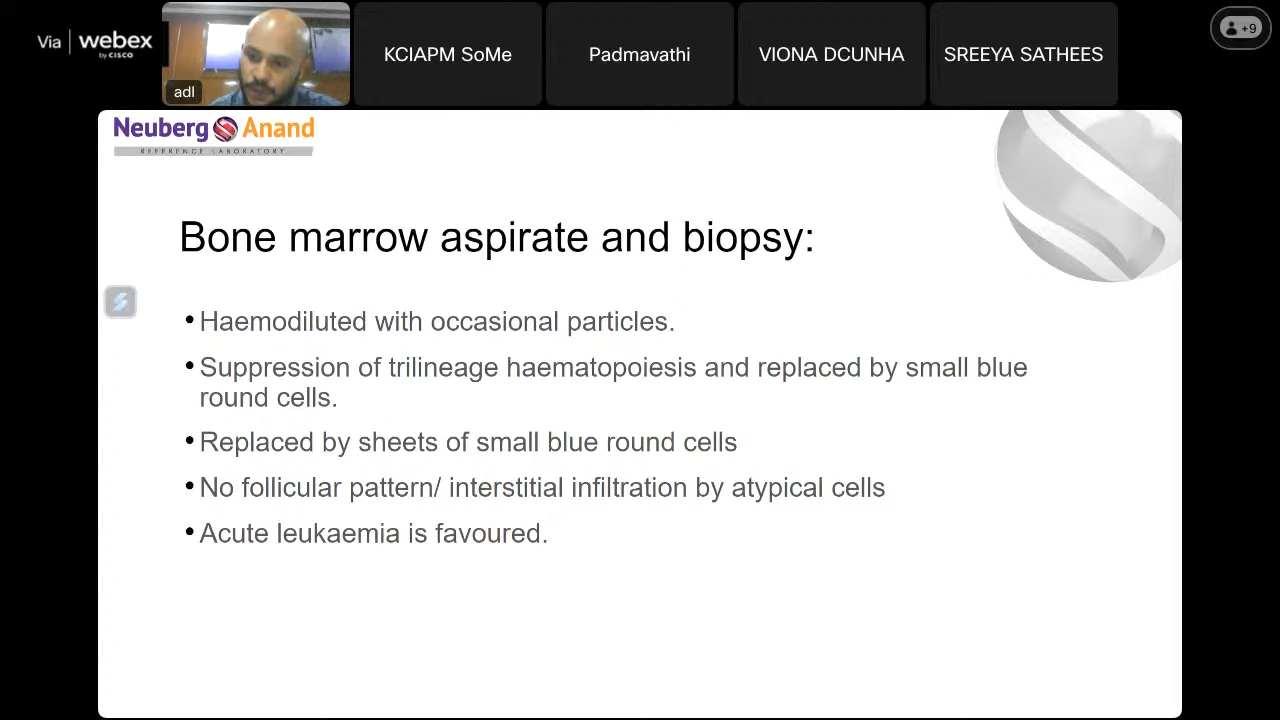 Via | webex
by CISCO
KCIAPM SoMe
Padmavathi
VIONA DCUNHA
SREEYA SATHEES
+9
adl
Neuberg Anand
REFERENCE LABORATORY
Bone marrow aspirate and biopsy:
•Haemodiluted with occasional particles.
•Suppression of trilineage haematopoiesis and replaced by small blue
round cells.
•Replaced by sheets of small blue round cells
•No follicular pattern/ interstitial infiltration by atypical cells
•Acute leukaemia is favoured.